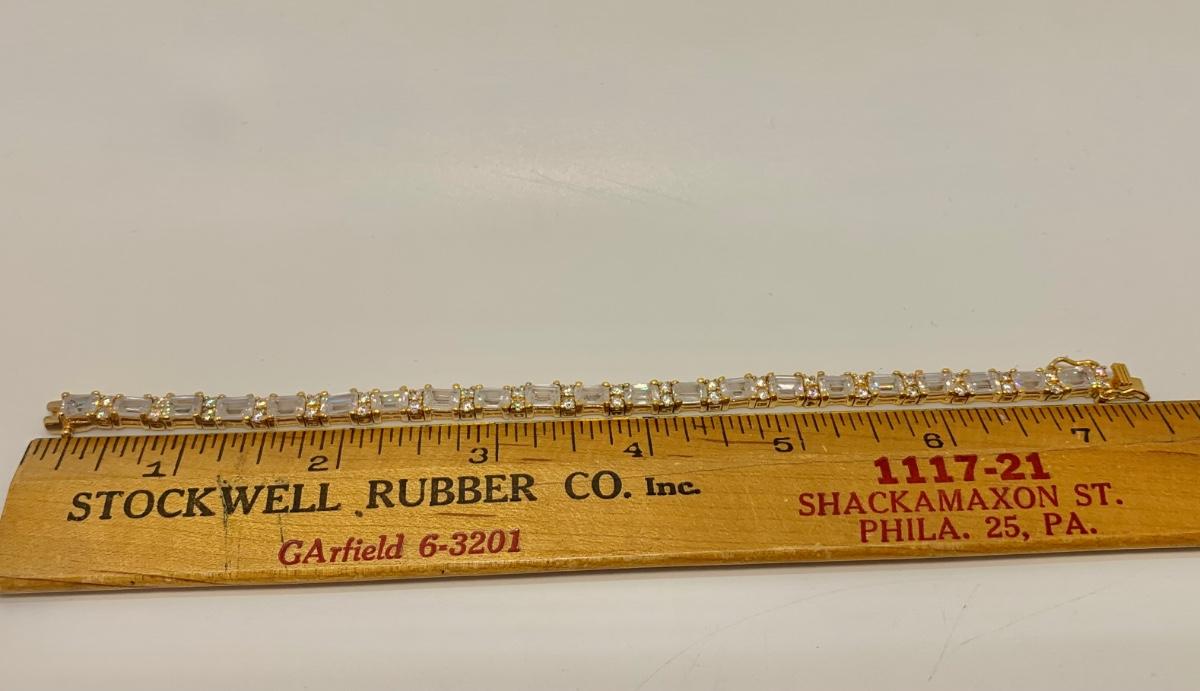 1 2 3 4 5 6 7
STOCKWELL RUBBER CO. Inc.
GArfield 6-3201
1117-21
SHACKAMAXON ST.
PHILA. 25, PA.